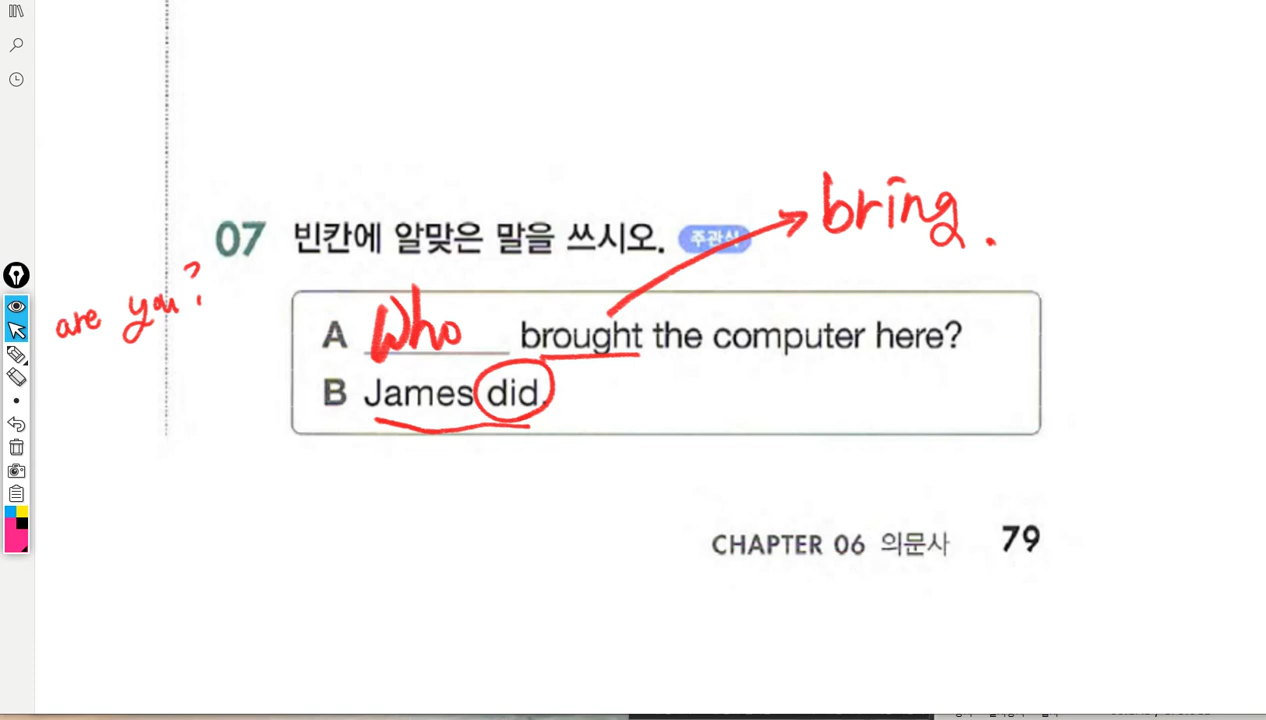 bring.
07 빈칸에 알맞은 말을 쓰시오. 주관식
are you?
A Who brought the computer here?
B James did.
CHAPTER 06 의문사 79